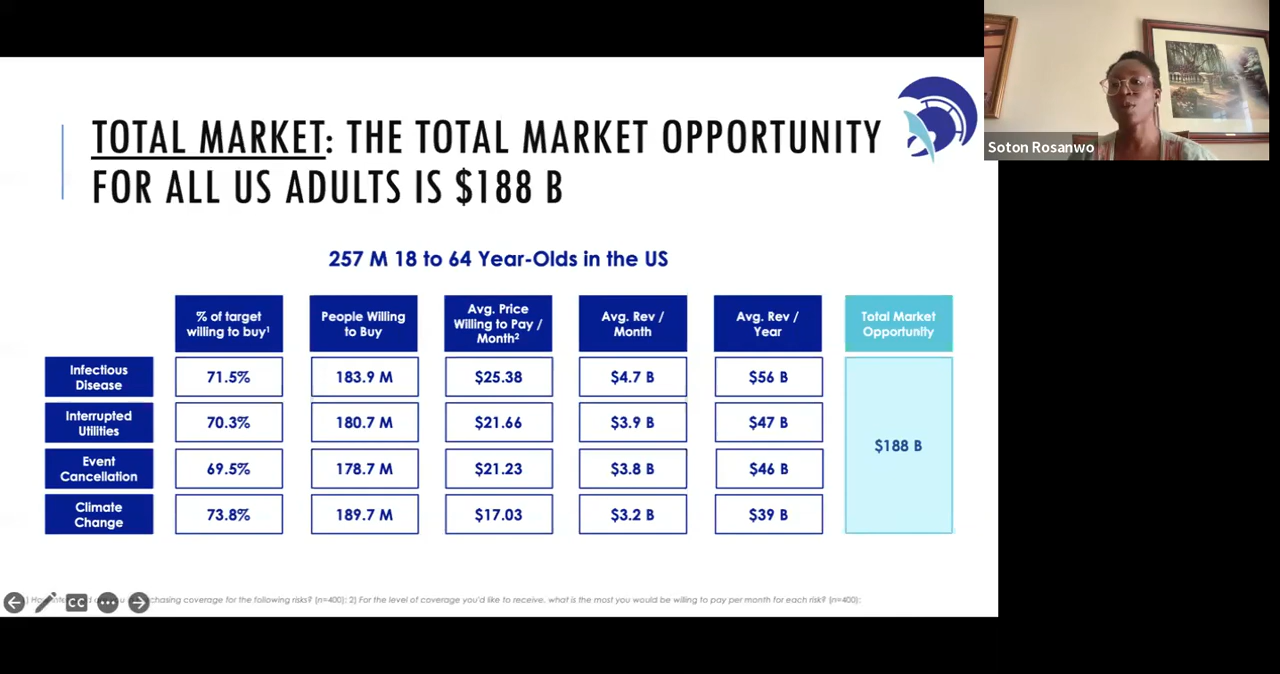 TOTAL MARKET: THE TOTAL MARKET OPPORTUNITY
FOR ALL US ADULTS IS $188 B
Soton Rosanwo
257 M 18 to 64 Year-Olds in the US
% of target
willing to buy¹
People Willing
to Buy
Avg. Price
Willing to Pay /
Month²
Avg. Rev /
Month
Avg. Rev /
Year
Total Market
Opportunity
Infectious
Disease
71.5%
183.9 M
$25.38
$4.7 B
$56 B
Interrupted
Utilities
70.3%
180.7 M
$21.66
$3.9 B
$47 B
$188 B
Event
Cancellation
69.5%
178.7 M
$21.23
$3.8 B
$46 B
Climate
Change
73.8%
189.7 M
$17.03
$3.2 B
$39 B
CC
coverage for the following risks? (n=400); 2) For the level of coverage you'd like to receive, what is the most you would be willing to pay per month for each risk? (n=400);